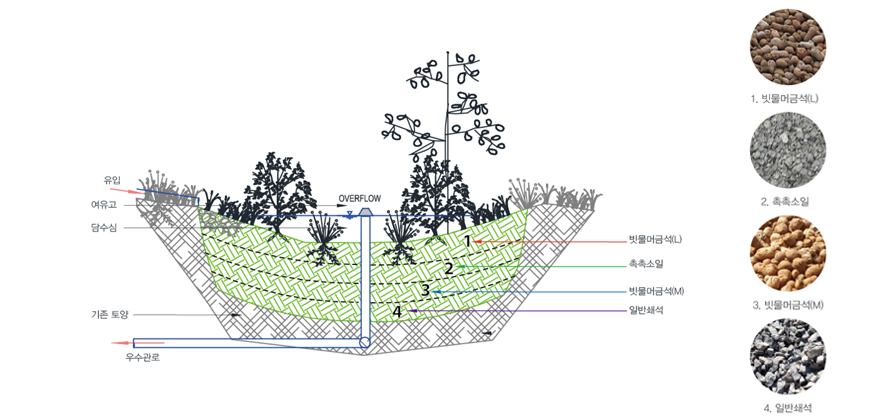 유입
여유고
담수심
OVERFLOW
1
2
3
4
빗물머금석(L)
촉촉소일
빗물머금석(M)
일반쇄석
기존 토양
우수관로
1. 빗물머금석(L)
2. 촉촉소일
3. 빗물머금석(M)
4. 일반쇄석